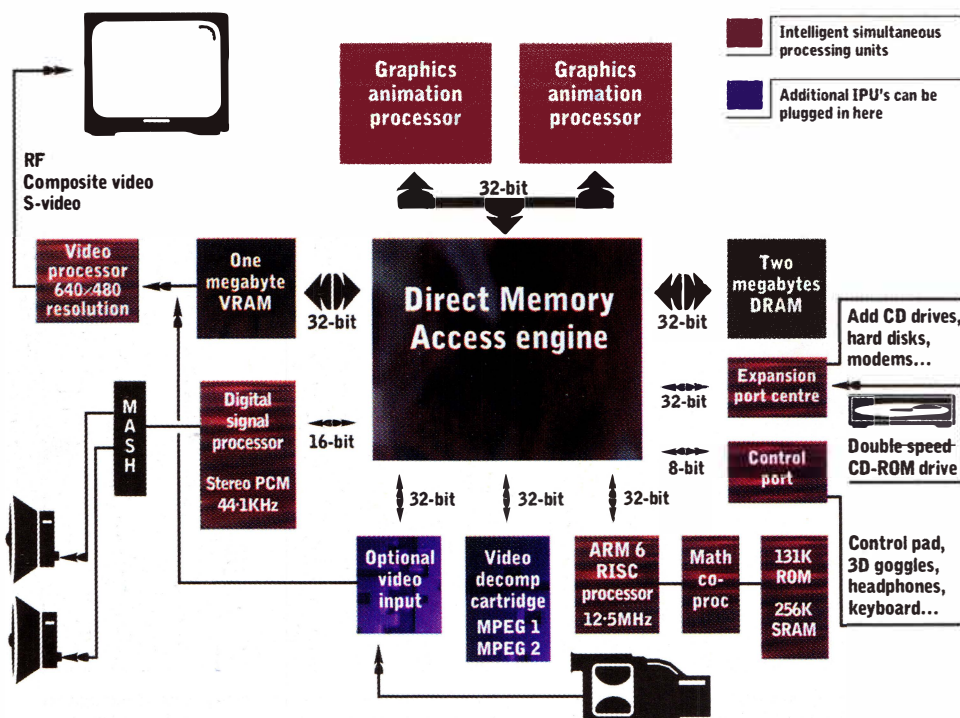 Intelligent simultaneous
processing units
Additional IPU's can be
plugged in here
Graphics
animation
processor
Graphics
animation
processor
32-bit
RF
Composite video
S-video
Video
processor
640×480
resolution
One
megabyte
VRAM
32-bit
Direct Memory
Access engine
32-bit
Two
megabytes
DRAM
Add CD drives,
hard disks,
modems...
Expansion
port centre
32-bit
Double speed
CD-ROM drive
M
A
S
H
Digital
signal
processor
Stereo PCM
44·1KHz
16-bit
8-bit
Control
port
Control pad,
3D goggles,
headphones,
keyboard...
32-bit
32-bit
32-bit
Optional
video
input
Video
decomp
cartridge
MPEG 1
MPEG 2
ARM 6
RISC
processor
12·5MHz
Math
co-
proc
131K
ROM
256K
SRAM